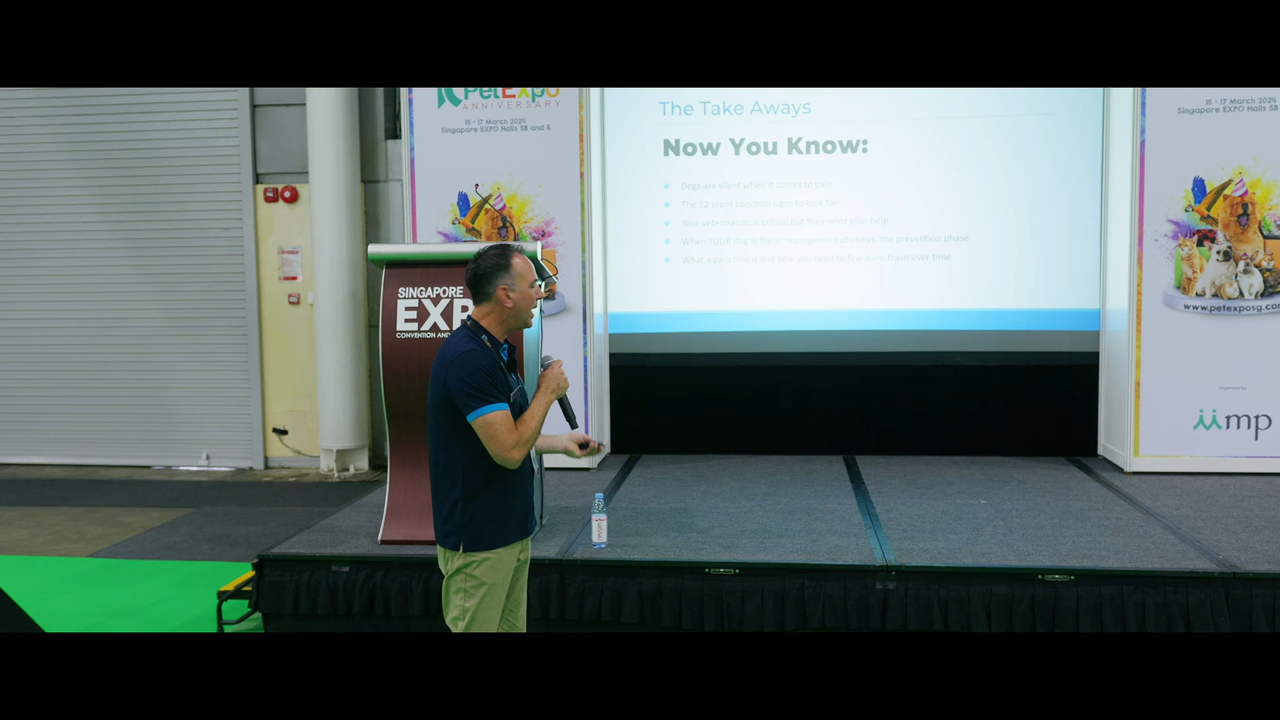 PetExpo
ANNIVERSARY
15 - 17 March 2024
Singapore EXPO Halls 5B and 6
The Take Aways
Now You Know:
Dogs are silent when it comes to pain
The 12 silent common signs to look for
Your veterinarian is critical but they need your help
When YOUR dog is the in management phase vs. the prevention phase
What a pain trial is and how you need to fine-tune them over time
SINGAPORE
EXP
CONVENTION AND
15 - 17 March 2024
Singapore EXPO Halls 5B
www.petexposg.co
Organised by:
mp